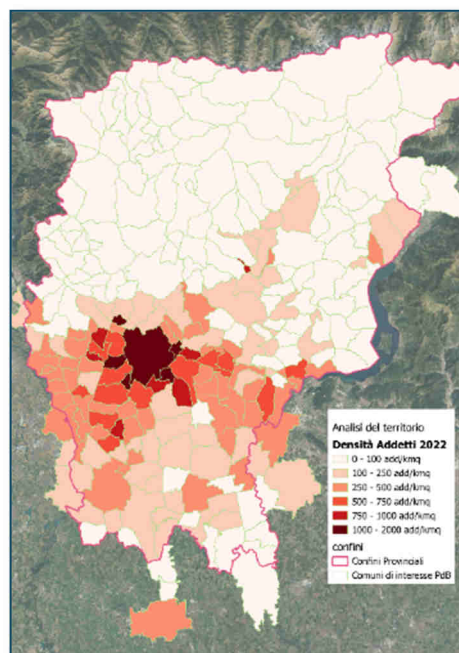 Analisi del territorio
Densità Addetti 2022
0 - 100 add/kmq
100 - 250 add/kmq
250 - 500 add/kmq
500 - 750 add/kmq
750 - 1000 add/kmq
1000 - 2000 add/kmq
confini
Confini Provinciali
Comuni di interesse PdB